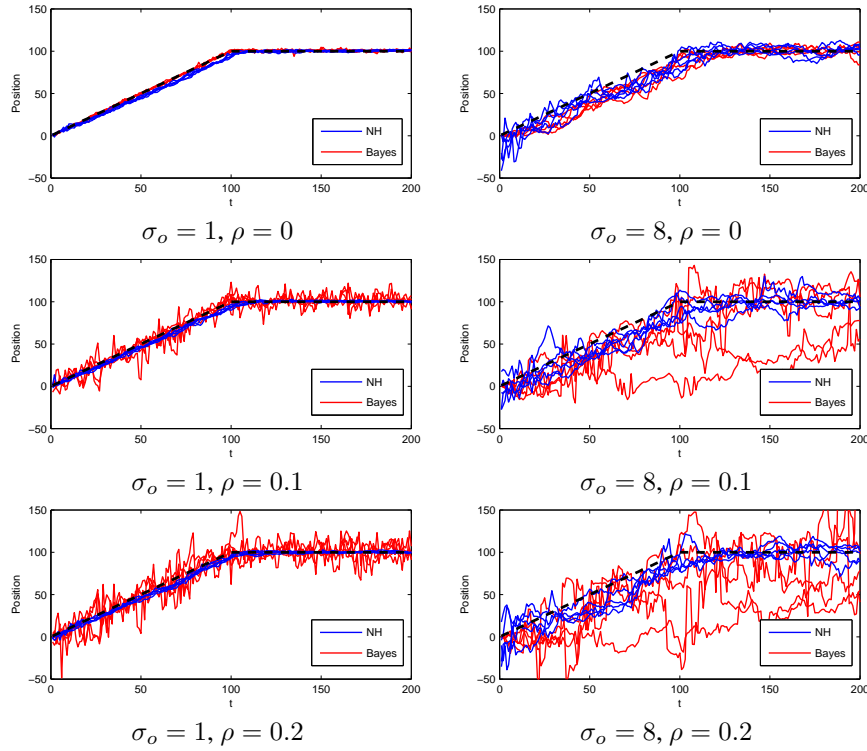 150
100
50
0
−50
Position
0
50
100
150
200
t
NH
Bayes
σₒ = 1, ρ = 0
150
100
50
0
−50
Position
0
50
100
150
200
t
NH
Bayes
σₒ = 8, ρ = 0
150
100
50
0
−50
Position
0
50
100
150
200
t
NH
Bayes
σₒ = 1, ρ = 0.1
150
100
50
0
−50
Position
0
50
100
150
200
t
NH
Bayes
σₒ = 8, ρ = 0.1
150
100
50
0
−50
Position
0
50
100
150
200
t
NH
Bayes
σₒ = 1, ρ = 0.2
150
100
50
0
−50
Position
0
50
100
150
200
t
NH
Bayes
σₒ = 8, ρ = 0.2